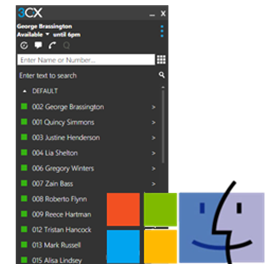 3CX
George Brassington
Available until 6pm
Enter Name or Number...
Enter text to search
DEFAULT
002 George Brassington
001 Quincy Simmons
003 Justine Henderson
004 Lia Shelton
006 Gregory Winters
007 Zain Bass
008 Roberto Flynn
009 Reece Hartman
012 Tristan Hancock
013 Mark Russell
015 Alisa Lindsey